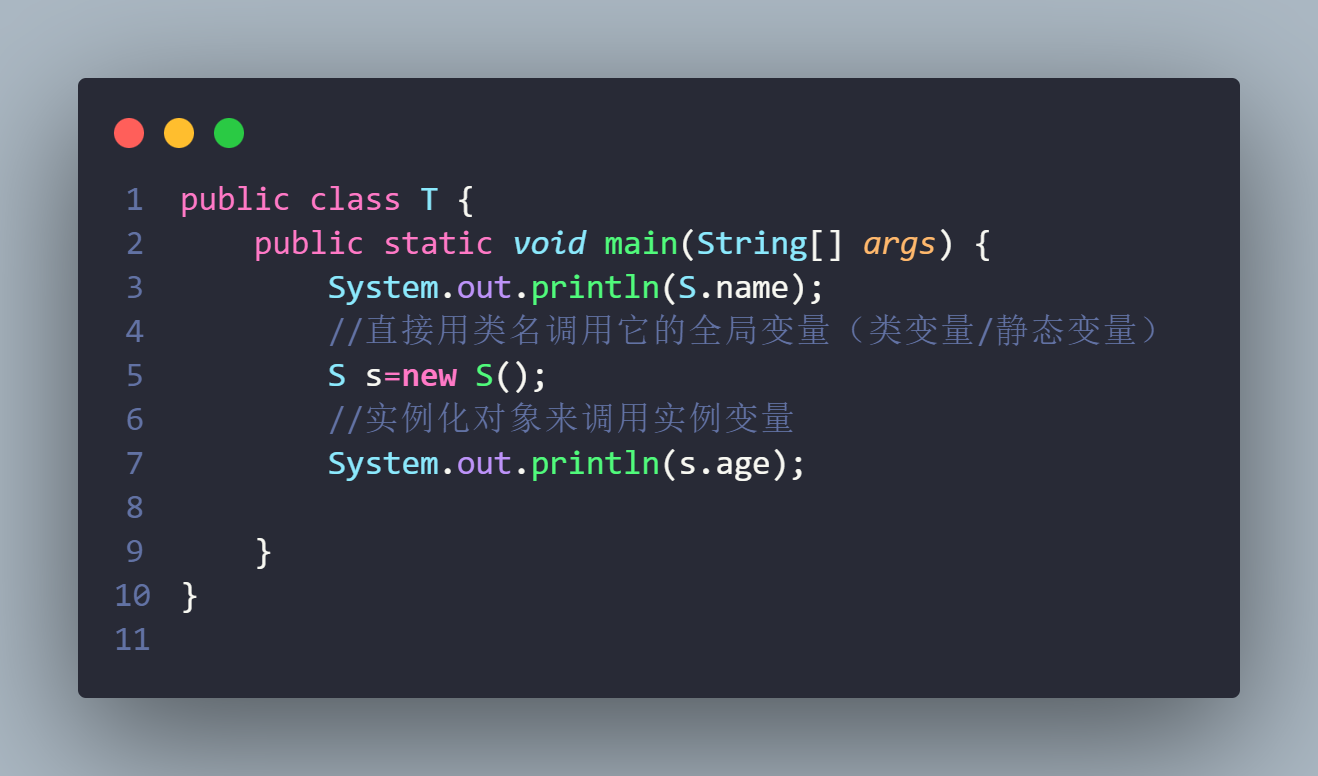 1 public class T {
2     public static void main(String[] args) {
3         System.out.println(S.name);
4         //直接用类名调用它的全局变量（类变量/静态变量）
5         S s=new S();
6         //实例化对象来调用实例变量
7         System.out.println(s.age);
8
9     }
10 }
11